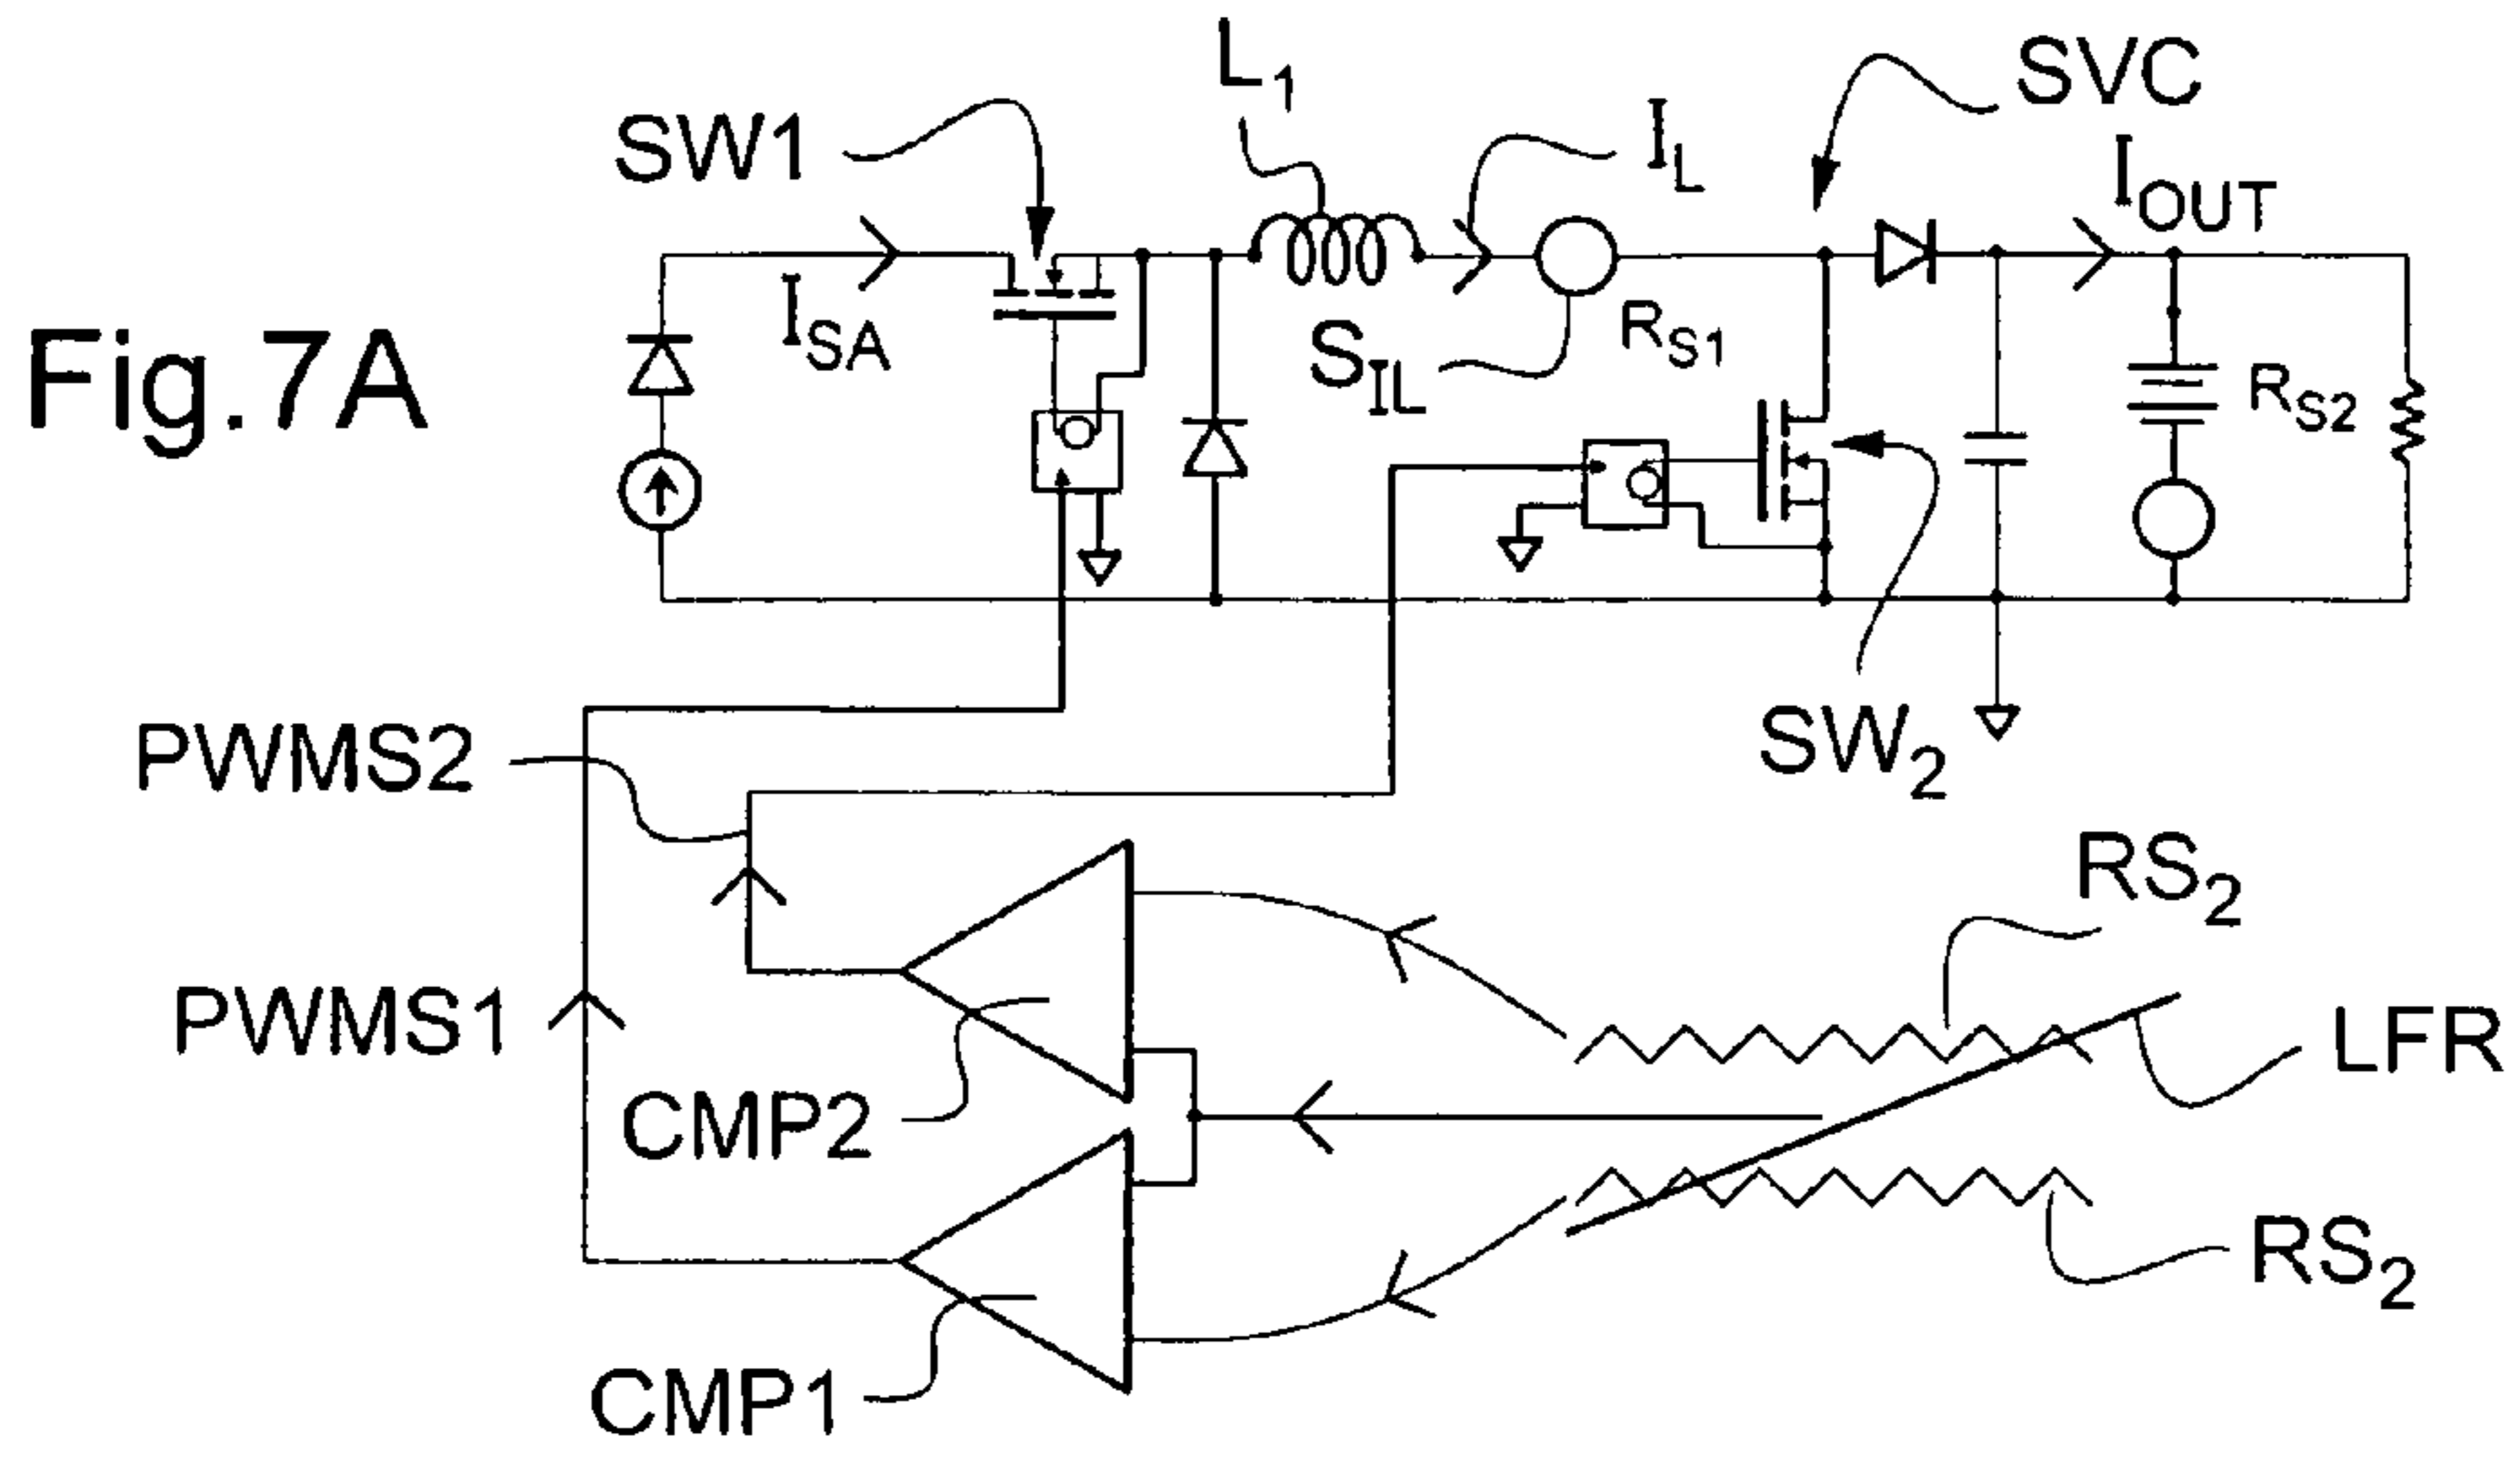 L1
SVC
SW1
IL
IOUT
Fig.7A
ISA
SIL
RS1
RS2
PWMS2
SW2
RS2
PWMS1
LFR
CMP2
RS2
CMP1